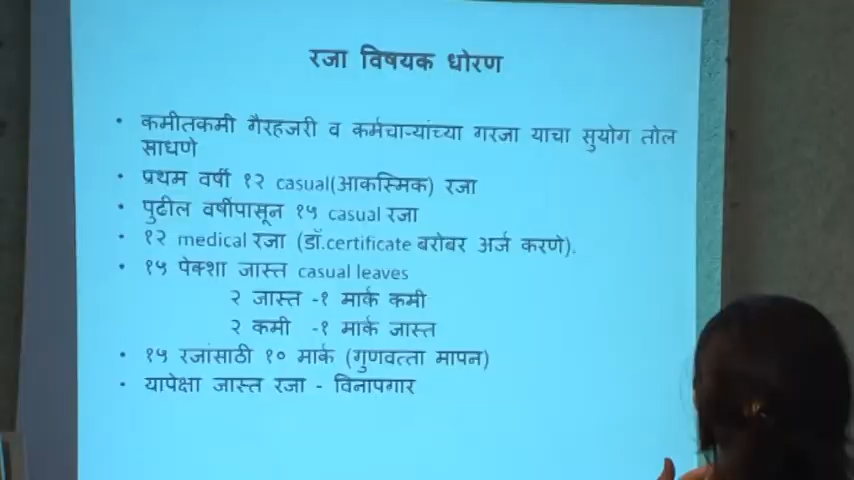 रजा विषयक धोरण
• कमीतकमी गैरहजरी व कर्मचाऱ्यांच्या गरजा याचा सुयोग तोल
साधणे
• प्रथम वर्षी १२ casual(आकस्मिक) रजा
• पुढील वर्षीपासून १५ casual रजा
• १२ medical रजा (डॉ.certificate बरोबर अर्ज करणे).
• १५ पेक्शा जास्त casual leaves
२ जास्त -१ मार्क कमी
२ कमी -१ मार्क जास्त
• १५ रजांसाठी १० मार्क (गुणवत्ता मापन)
• यापेक्षा जास्त रजा - विनापगार